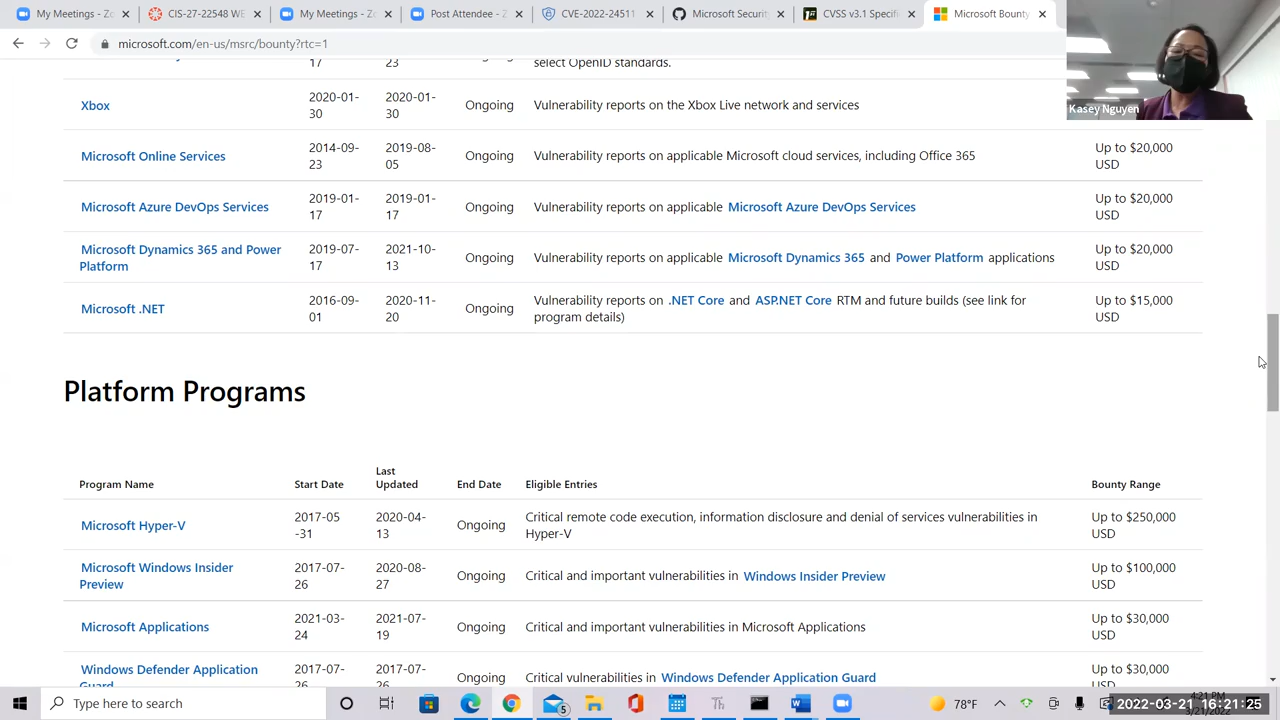 My Meetings - Ze
CIS-27-22548 W
My Meetings - Zo
Post Attendee - Z
CVE-2022-24511
Microsoft Securit
CVSS v3.1 Specifi
Microsoft Bounty
microsoft.com/en-us/msrc/bounty?rtc=1
Kasey Nguyen
17 23 select OpenID standards.
Xbox 2020-01-30 2020-01-30 Ongoing Vulnerability reports on the Xbox Live network and services
Microsoft Online Services 2014-09-23 2019-08-05 Ongoing Vulnerability reports on applicable Microsoft cloud services, including Office 365 Up to $20,000 USD
Microsoft Azure DevOps Services 2019-01-17 2019-01-17 Ongoing Vulnerability reports on applicable Microsoft Azure DevOps Services Up to $20,000 USD
Microsoft Dynamics 365 and Power Platform 2019-07-17 2021-10-13 Ongoing Vulnerability reports on applicable Microsoft Dynamics 365 and Power Platform applications Up to $20,000 USD
Microsoft .NET 2016-09-01 2020-11-20 Ongoing Vulnerability reports on .NET Core and ASP.NET Core RTM and future builds (see link for program details) Up to $15,000 USD
Platform Programs
Program Name Start Date Last Updated End Date Eligible Entries Bounty Range
Microsoft Hyper-V 2017-05-31 2020-04-13 Ongoing Critical remote code execution, information disclosure and denial of services vulnerabilities in Hyper-V Up to $250,000 USD
Microsoft Windows Insider Preview 2017-07-26 2020-08-27 Ongoing Critical and important vulnerabilities in Windows Insider Preview Up to $100,000 USD
Microsoft Applications 2021-03-24 2021-07-19 Ongoing Critical and important vulnerabilities in Microsoft Applications Up to $30,000 USD
Windows Defender Application Guard 2017-07-26 2017-07-26 Ongoing Critical vulnerabilities in Windows Defender Application Guard Up to $30,000 USD
Type here to search
5
78°F
4:21 PM
2022-03-21 16:21:25
3/21/2022